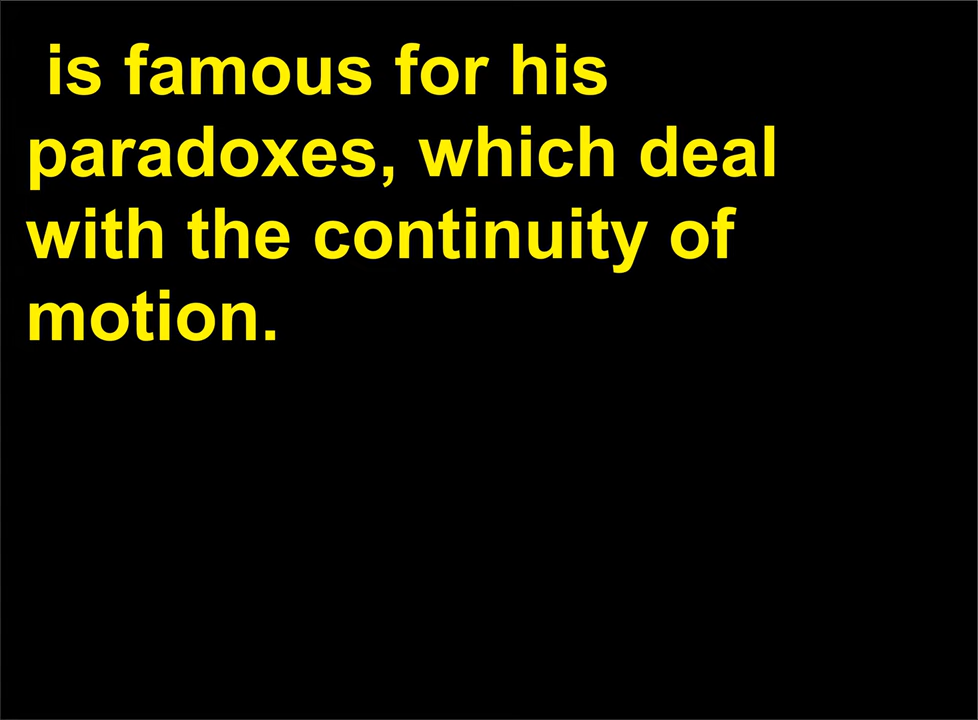 is famous for his
paradoxes, which deal
with the continuity of
motion.